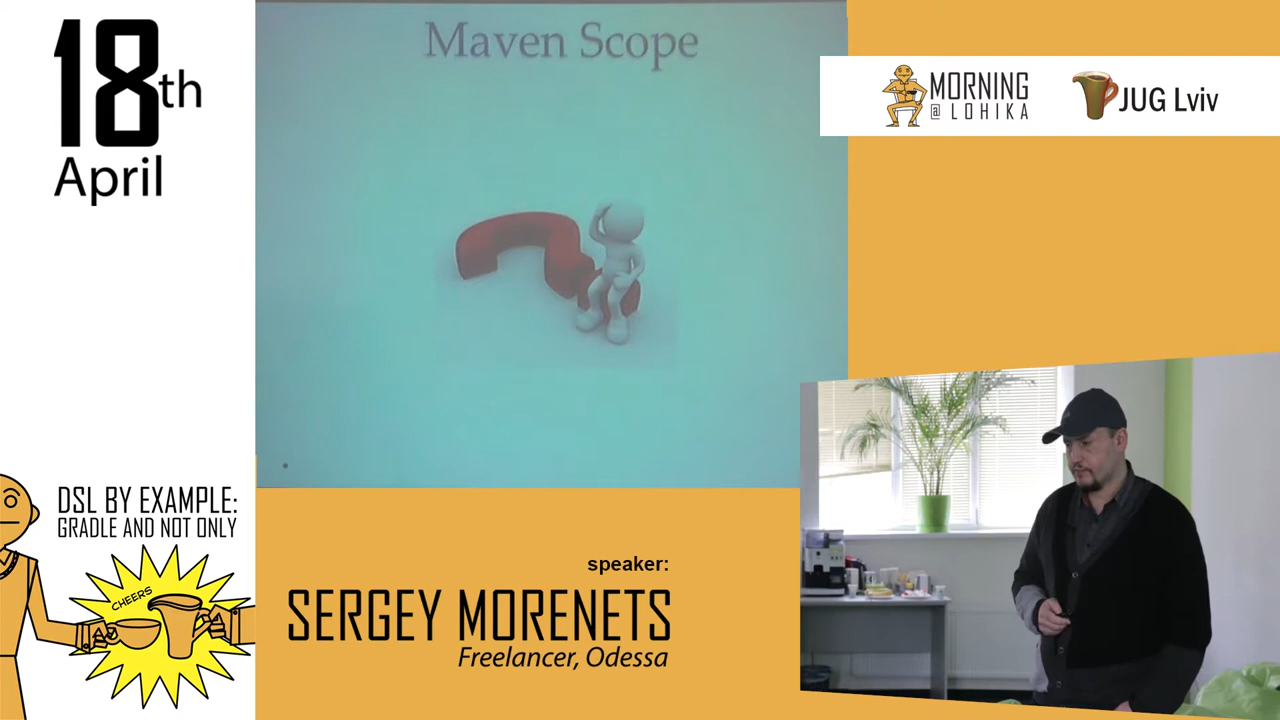 18th
April
Maven Scope
MORNING
@ LOHIKA
JUG Lviv
DSL BY EXAMPLE:
GRADLE AND NOT ONLY
CHEERS
speaker:
SERGEY MORENETS
Freelancer, Odessa